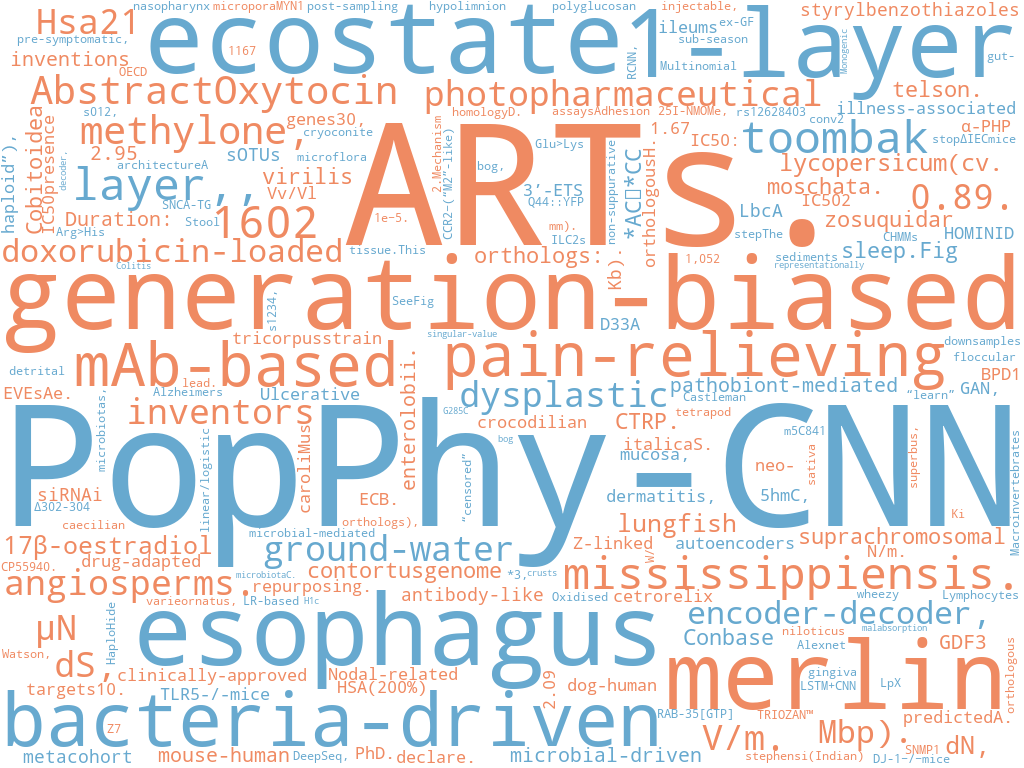 nasopharynx microporaMYN1 post-sampling hypolimnion polyglucosan injectable, styrylbenzothiazoles
Hsa21 ecostate 1-layer ileums ex-GF
pre-symptomatic, sub-season gut-
inventions 1167 RCNN, Multinomial Monogenic
OECD
AbstractOxytocin photopharmaceutical telson.
s012, homologyD. assaysAdhesion 25I-NMOMe, rs12628403 illness-associated
haploid”), Cobitoidea IC50presence decoder. methylone, genes30, cryoconite ARTs. 1.67 IC50: conv2 toombak α-PHP
stopΔIECmice
2.95 sOTUs microflora 2.Mechanism CCR2-(“M2”-like) Glu>Lys bog, non-suppurative *AC𠆢*CC orthologousH. lycopersicum(cv.
architectureA
layer,, virilis Vv/Vl 3’-ETS moschata. IC502 0.89.
SNCA-TG Q44::YFP
Duration: Stool 1602 1e−5. mm). LbcA zosuquidar
Arg>His ILC2s stepThe CHMMs HOMINID
doxorubicin-loaded tissue.This orthologs: Kb). 1,052 sediments sleep.Fig
Colitis representationally
generation-biased
s1234, SeeFig D33A
tricorpusstrain singular-value downsamples
mAb-based pain-relieving floccular
detrital BPD1
EVEsAe. lead. Alzheimers Ulcerative enterolobii. dysplastic pathobiont-mediated “learn” GAN,
Castleman
inventors G285C crocodilian CTRP. tetrapod
PopPhy-CNN
microbiotas, linear/logistic caroliMus “censored” bog italicaS. m5C841 sativa superbus, Macroinvertebrates
mucosa, neo-
siRNAi ECB. dermatitis, 5hmC,
Δ302-304
caecilian orthologs), lungfish Ki
microbial-mediated suprachromosomal
17β-oestradiol ground-water Z-linked W/ autoencoders N/m.
drug-adapted
CP55940. microbiotaC. contortusgenome *3, crusts mississippiensis.
angiosperms. repurposing. antibody-like Oxidised cetrorelix wheezy Lymphocytes
varieornatus, LR-based H1c
HaploHide esophagus encoder-decoder,
μN Conbase niloticus malabsorption
Watson, Alexnet GDF3
dS, clinically-approved Nodal-related merlin gingiva orthologous
targets10. TLR5-/-mice HSA(200%) 2.09 dog-human LSTM+CNN LpX
bacteria-driven RAB-35[GTP] TRIOZAN™ predictedA.
Z7 V/m. Mbp). dN,
metacohort mouse-human DeepSeq, PhD. declare. microbial-driven stephensi(Indian) SNMP1
DJ-1−/−mice